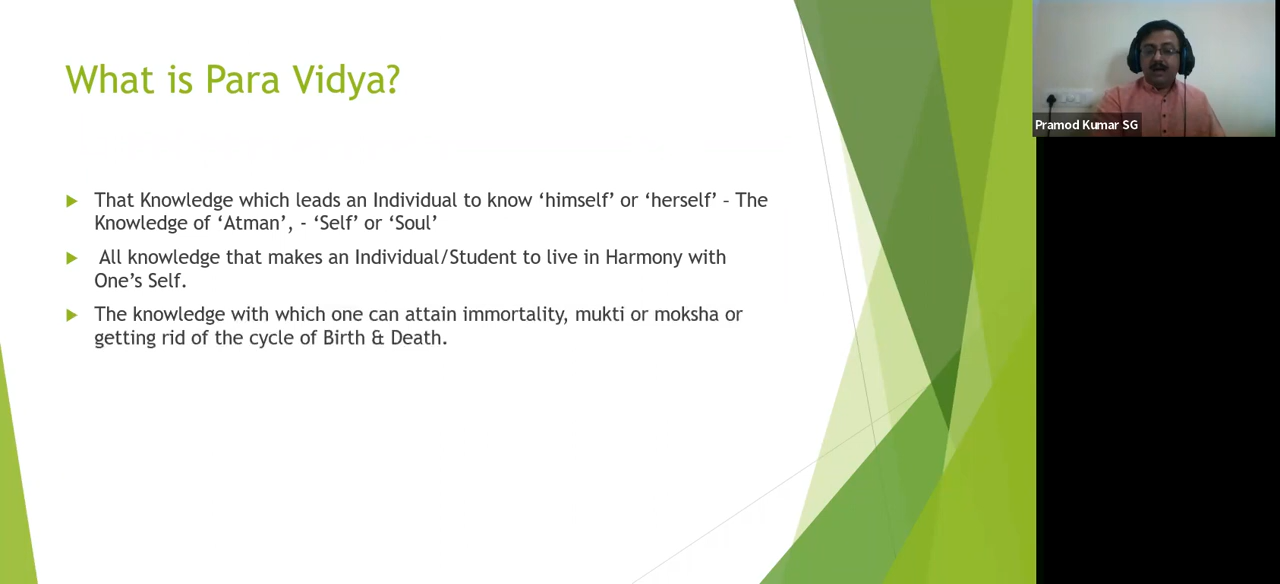 What is Para Vidya?
That Knowledge which leads an Individual to know ‘himself’ or ‘herself’ – The
Knowledge of ‘Atman’, - ‘Self’ or ‘Soul’
All knowledge that makes an Individual/Student to live in Harmony with
One’s Self.
The knowledge with which one can attain immortality, mukti or moksha or
getting rid of the cycle of Birth & Death.
Pramod Kumar SG